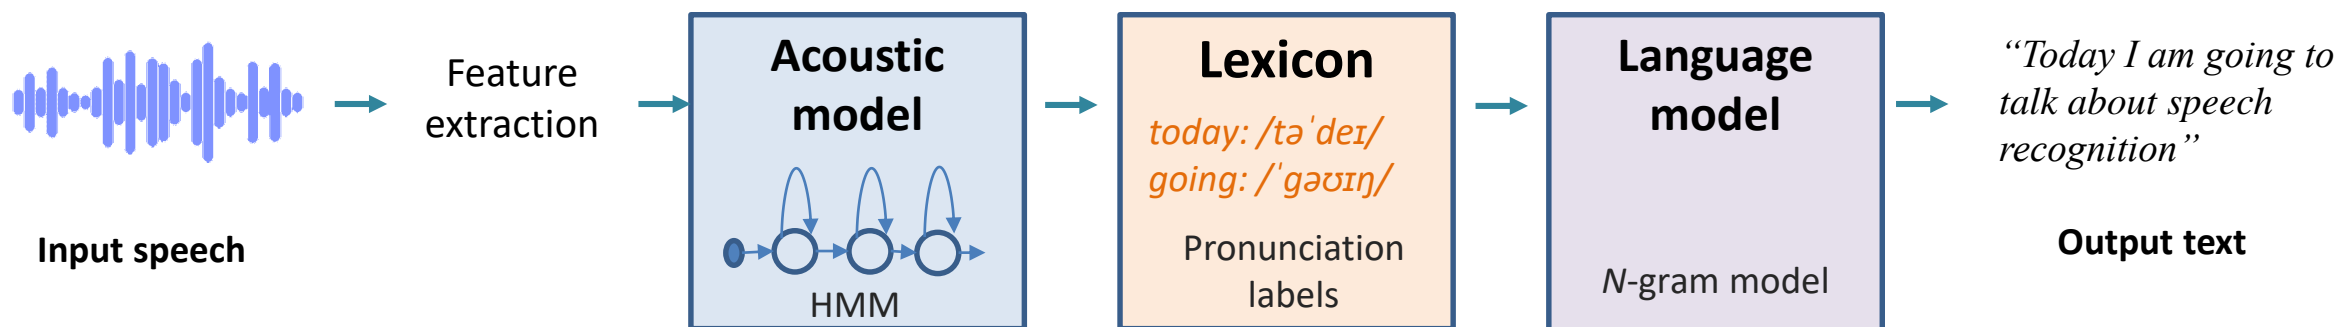 Input speech
Feature
extraction
Acoustic
model
HMM
Lexicon
today: /təˈdeɪ/
going: /ˈgəʊɪŋ/
Pronunciation
labels
Language
model
N-gram model
“Today I am going to
talk about speech
recognition”
Output text